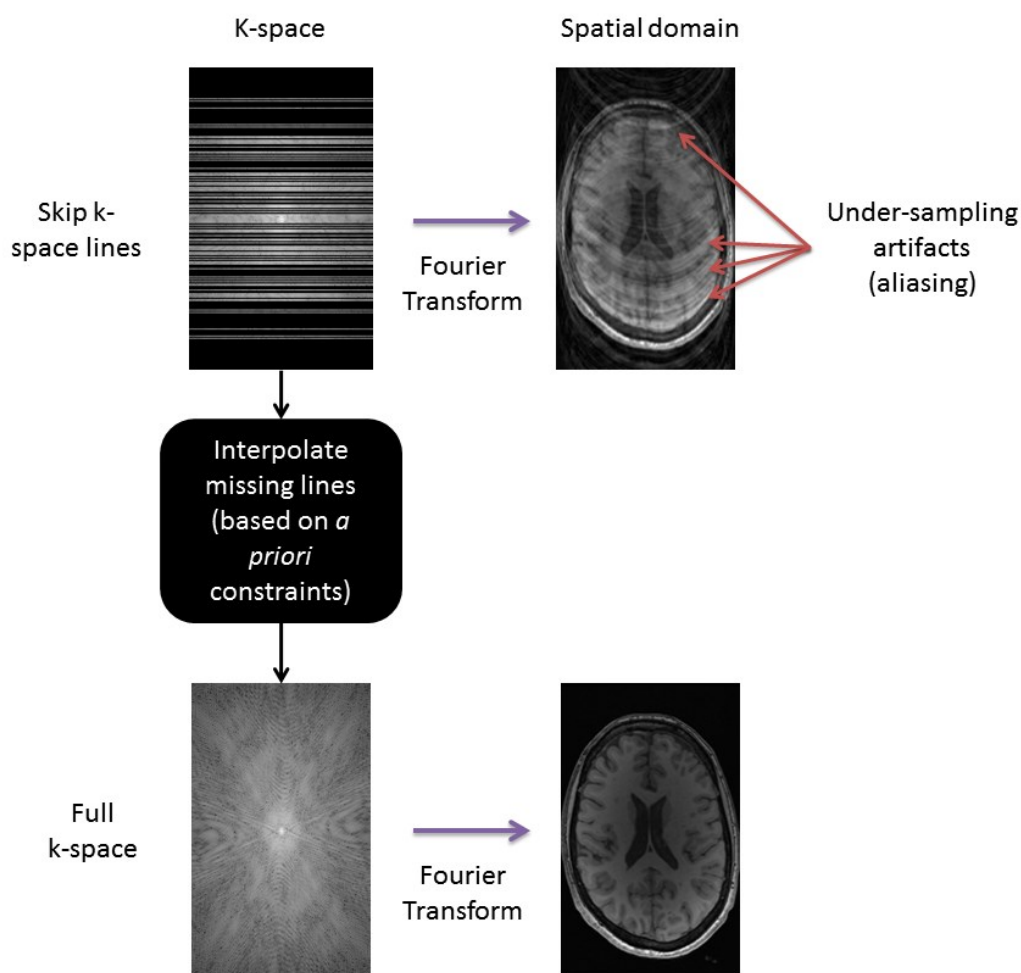 K-space
Spatial domain
Skip k-
space lines
Fourier
Transform
Under-sampling
artifacts
(aliasing)
Interpolate
missing lines
(based on a
priori
constraints)
Full
k-space
Fourier
Transform